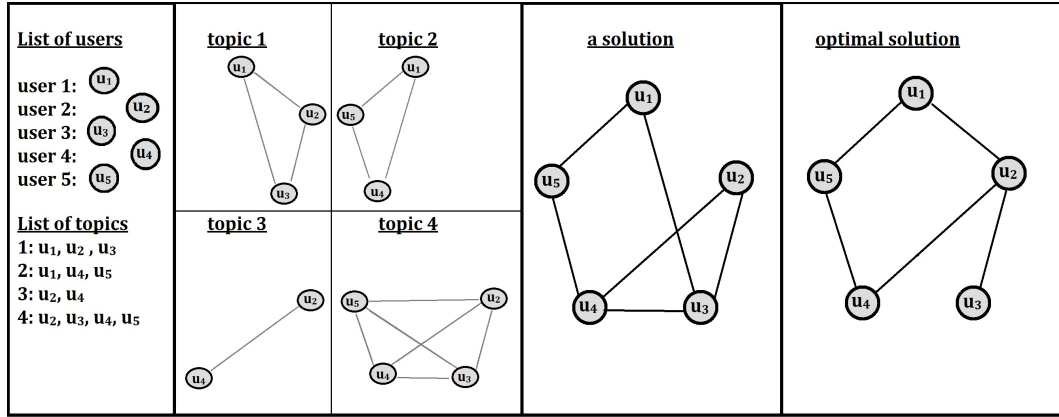 List of users
user 1: u₁
user 2: u₂
user 3: u₃
user 4: u₄
user 5: u₅
List of topics
1: u₁, u₂ , u₃
2: u₁, u₄, u₅
3: u₂, u₄
4: u₂, u₃, u₄, u₅
topic 1
u₁
u₂
u₃
topic 2
u₁
u₅
u₄
topic 3
u₂
u₄
topic 4
u₅ u₂
u₄ u₃
a solution
u₁
u₅ u₂
u₄ u₃
optimal solution
u₁
u₅ u₂
u₄ u₃